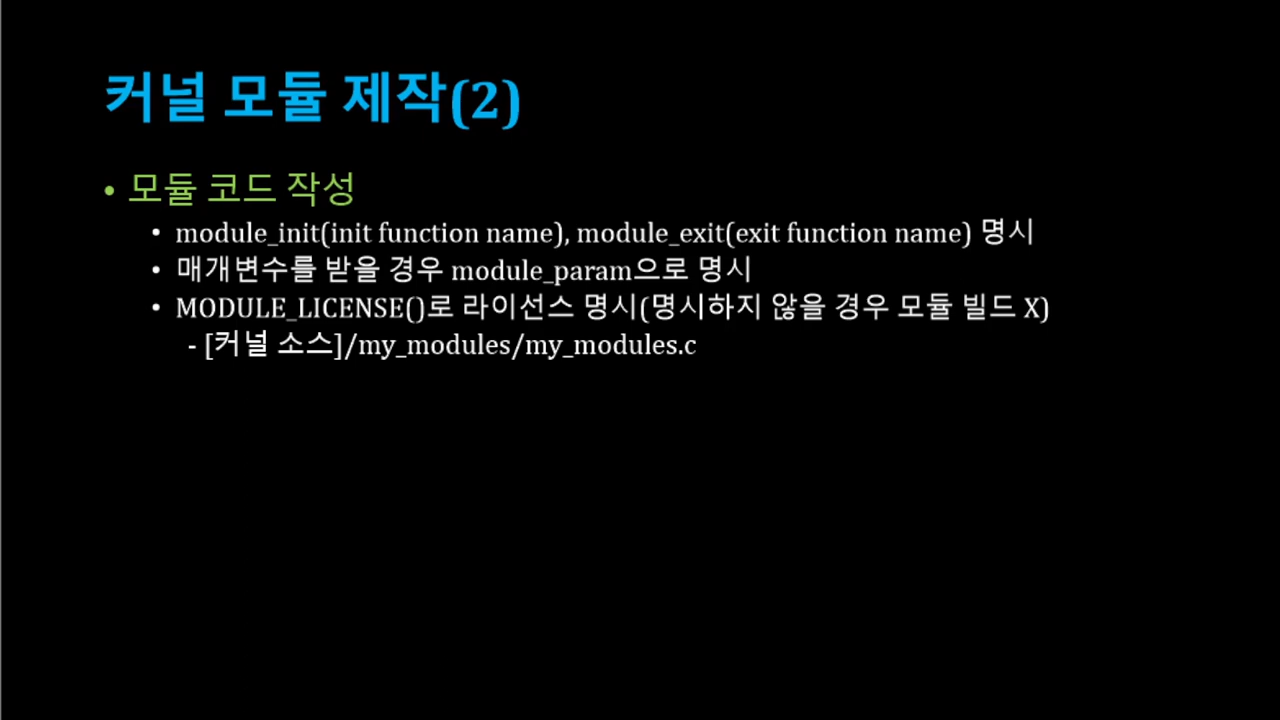 커널 모듈 제작(2)
• 모듈 코드 작성
• module_init(init function name), module_exit(exit function name) 명시
• 매개변수를 받을 경우 module_param으로 명시
• MODULE_LICENSE()로 라이선스 명시(명시하지 않을 경우 모듈 빌드 X)
- [커널 소스]/my_modules/my_modules.c